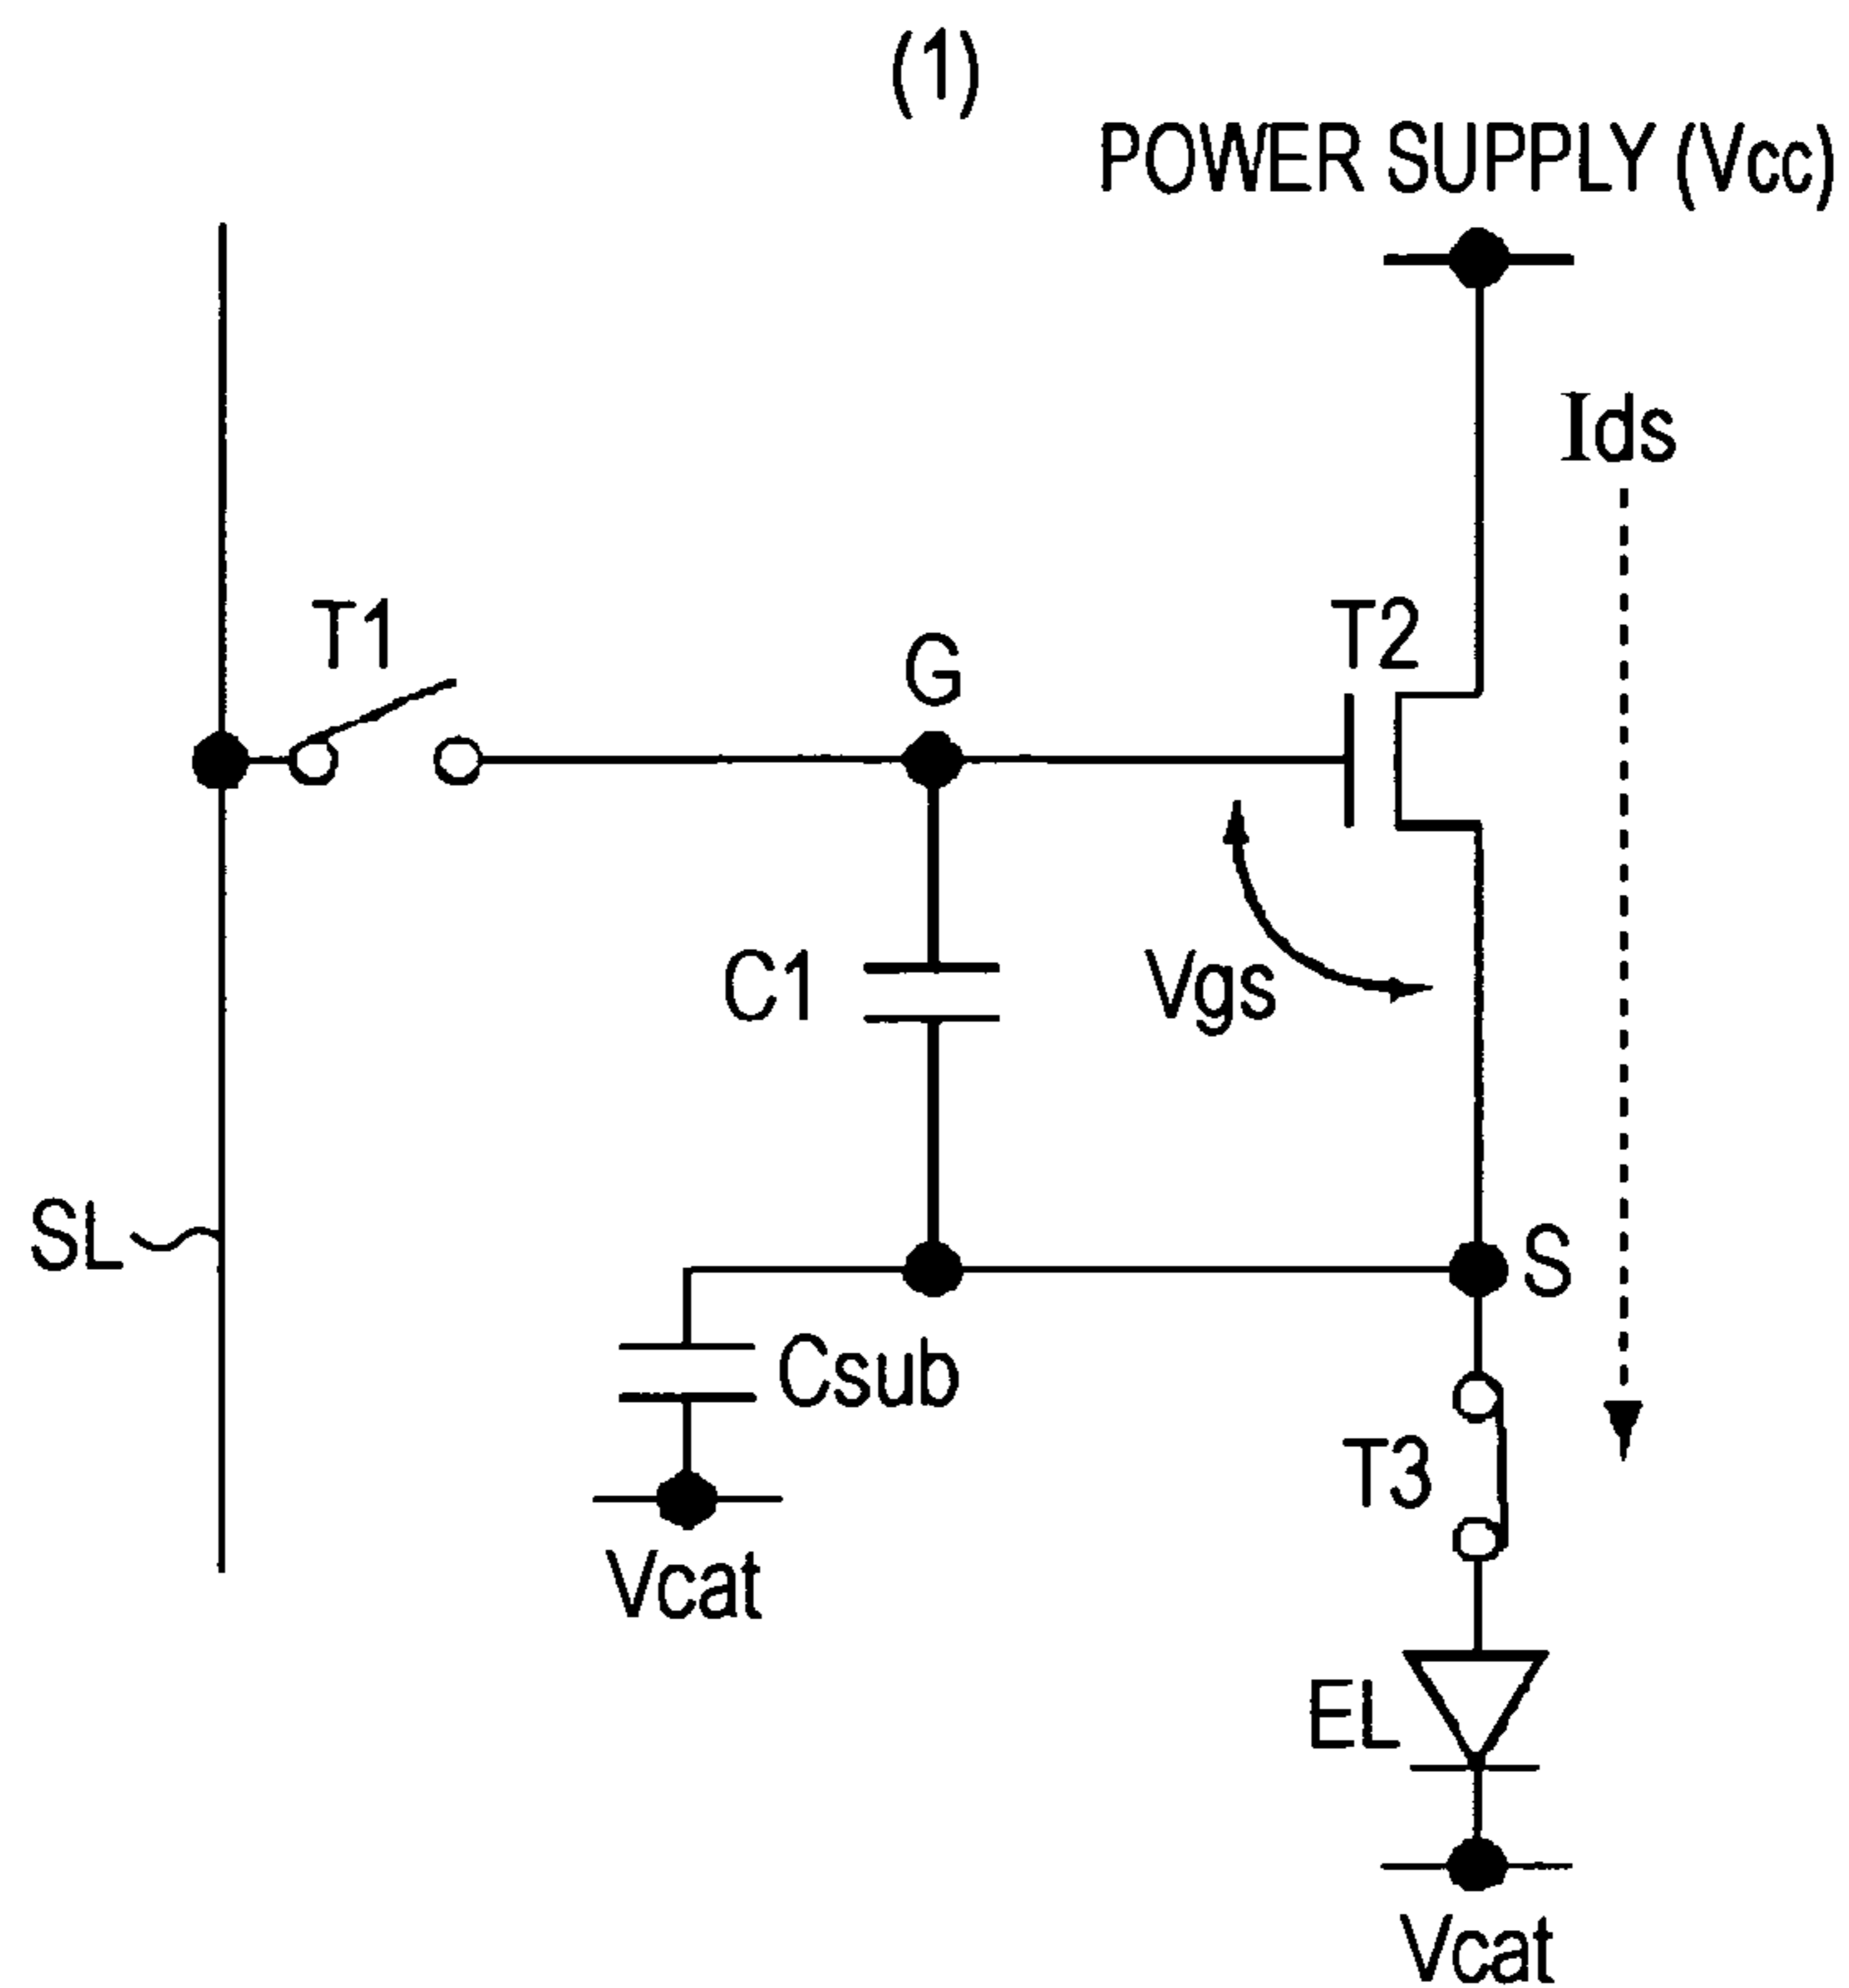 (1)
POWER SUPPLY (Vcc)
Ids
T1
G
T2
C1
Vgs
SL
S
Csub
T3
Vcat
EL
Vcat